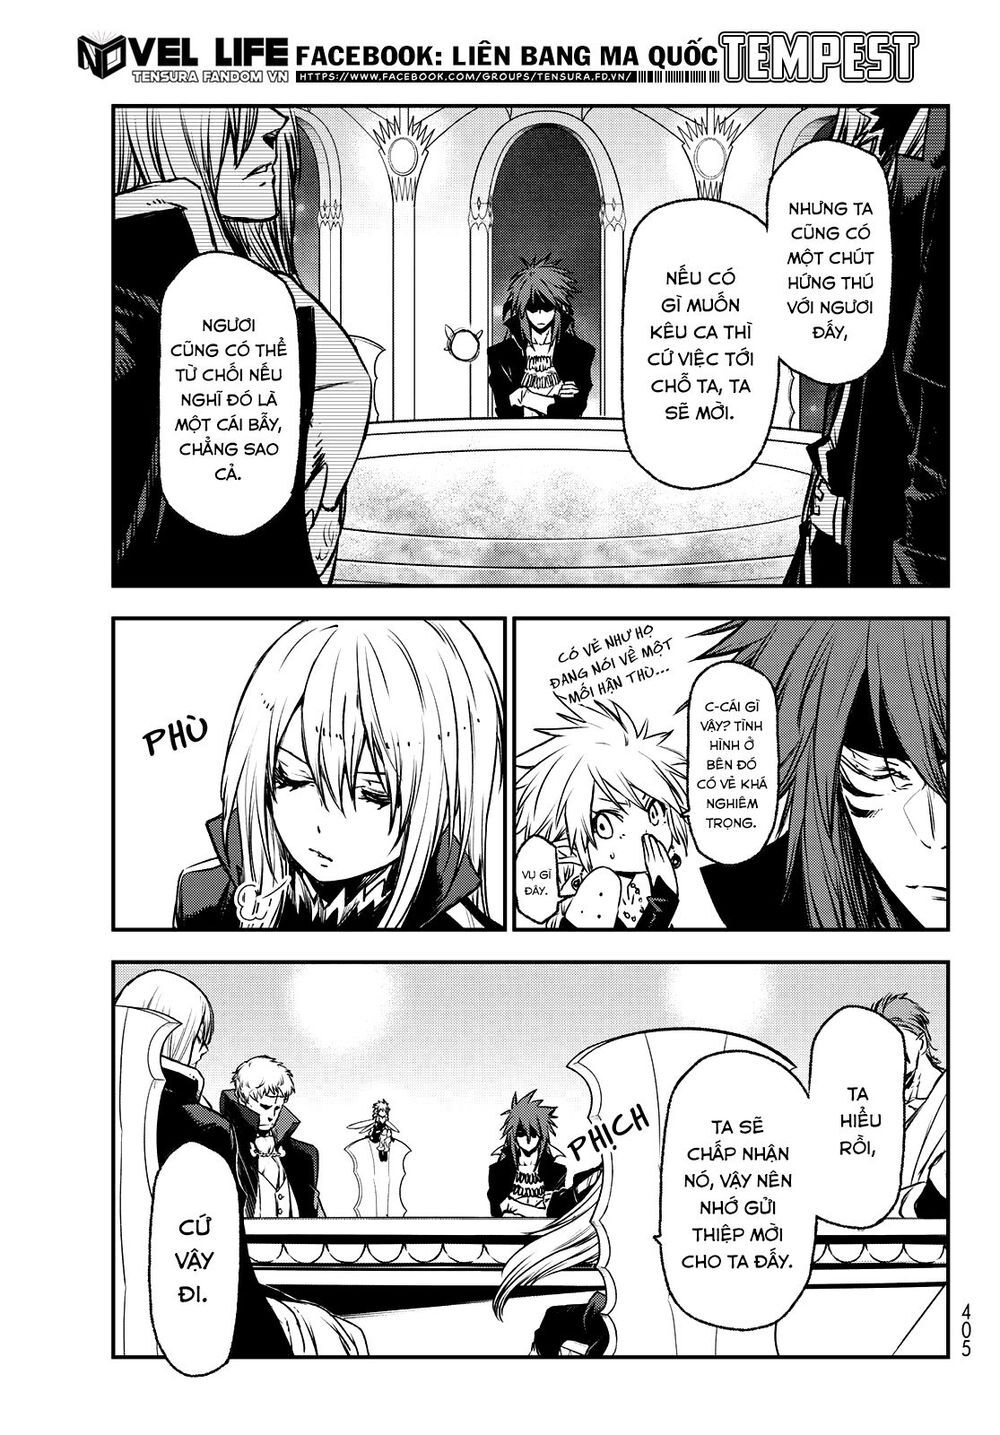 NOVEL LIFE
TENSURA FANDOM VN
FACEBOOK: LIÊN BANG MA QUỐC
HTTPS://WWW.FACEBOOK.COM/GROUPS/TENSURA.FD.VN/
TEMPEST
NHƯNG TA
CŨNG CÓ
MỘT CHÚT
HỨNG THÚ
VỚI NGƯƠI
ĐẤY,
NẾU CÓ
GÌ MUỐN
KÊU CA THÌ
CỨ VIỆC TỚI
CHỖ TA, TA
SẼ MỜI.
NGƯƠI
CŨNG CÓ THỂ
TỪ CHỐI NẾU
NGHĨ ĐÓ LÀ
MỘT CÁI BẪY,
CHẲNG SAO
CẢ.
C-CÁI GÌ
VẬY? TÌNH
HÌNH Ở
BÊN ĐÓ
CÓ VẺ KHÁ
NGHIÊM
TRỌNG.
CÓ VẺ NHƯ HỌ
ĐANG NÓI VỀ MỘT
MỐI HẬN THÙ...
VỤ GÌ
ĐÂY.
PHÙ
TA
HIỂU
RỒI,
TA SẼ
CHẤP NHẬN
NÓ, VẬY NÊN
NHỚ GỬI
THIỆP MỜI
CHO TA ĐẤY.
PHỊCH
CỨ
VẬY
ĐI.
405